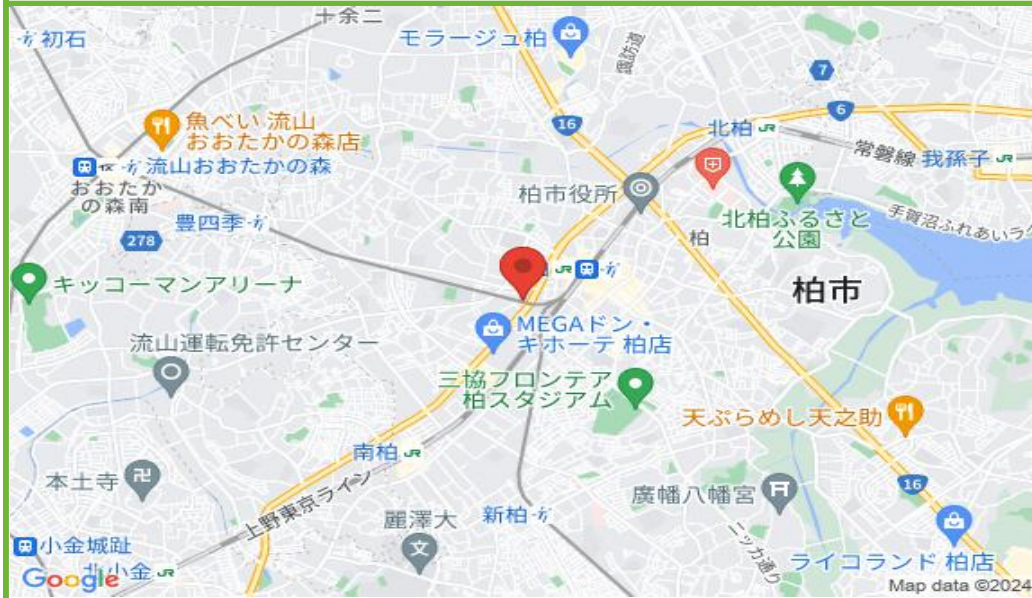 十余二
初石
モラージュ柏
諏訪道
7
魚べい 流山
おおたかの森店
16
6
北柏 JR
TX 流山おおたかの森
常磐線
我孫子 JR
おおたか
の森南
柏市役所
豊四季
北柏ふるさと
公園
手賀沼ふれあいラ
278
柏
JR
キッコーマンアリーナ
柏市
MEGAドン・
キホーテ 柏店
流山運転免許センター
三協フロンテア
柏スタジアム
天ぷらめし天之助
南柏 JR
本土寺
16
廣幡八幡宮
上野東京ライン
麗澤大
新柏
ニッカ通り
小金城趾
ライコランド 柏店
北小金 JR
Google
Map data ©2024